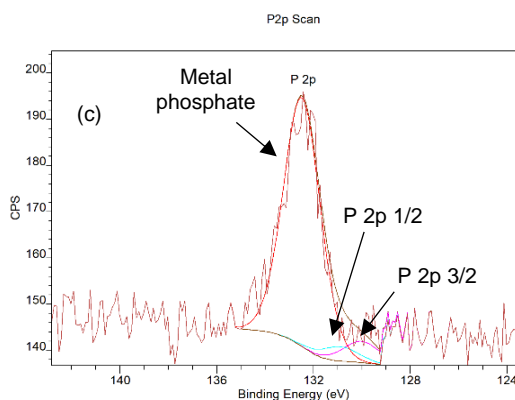 P2p Scan
200
190
180
170
160
150
140
CPS
(c)
Metal
phosphate
P 2p
P 2p 1/2
P 2p 3/2
140
136
132
128
124
Binding Energy (eV)